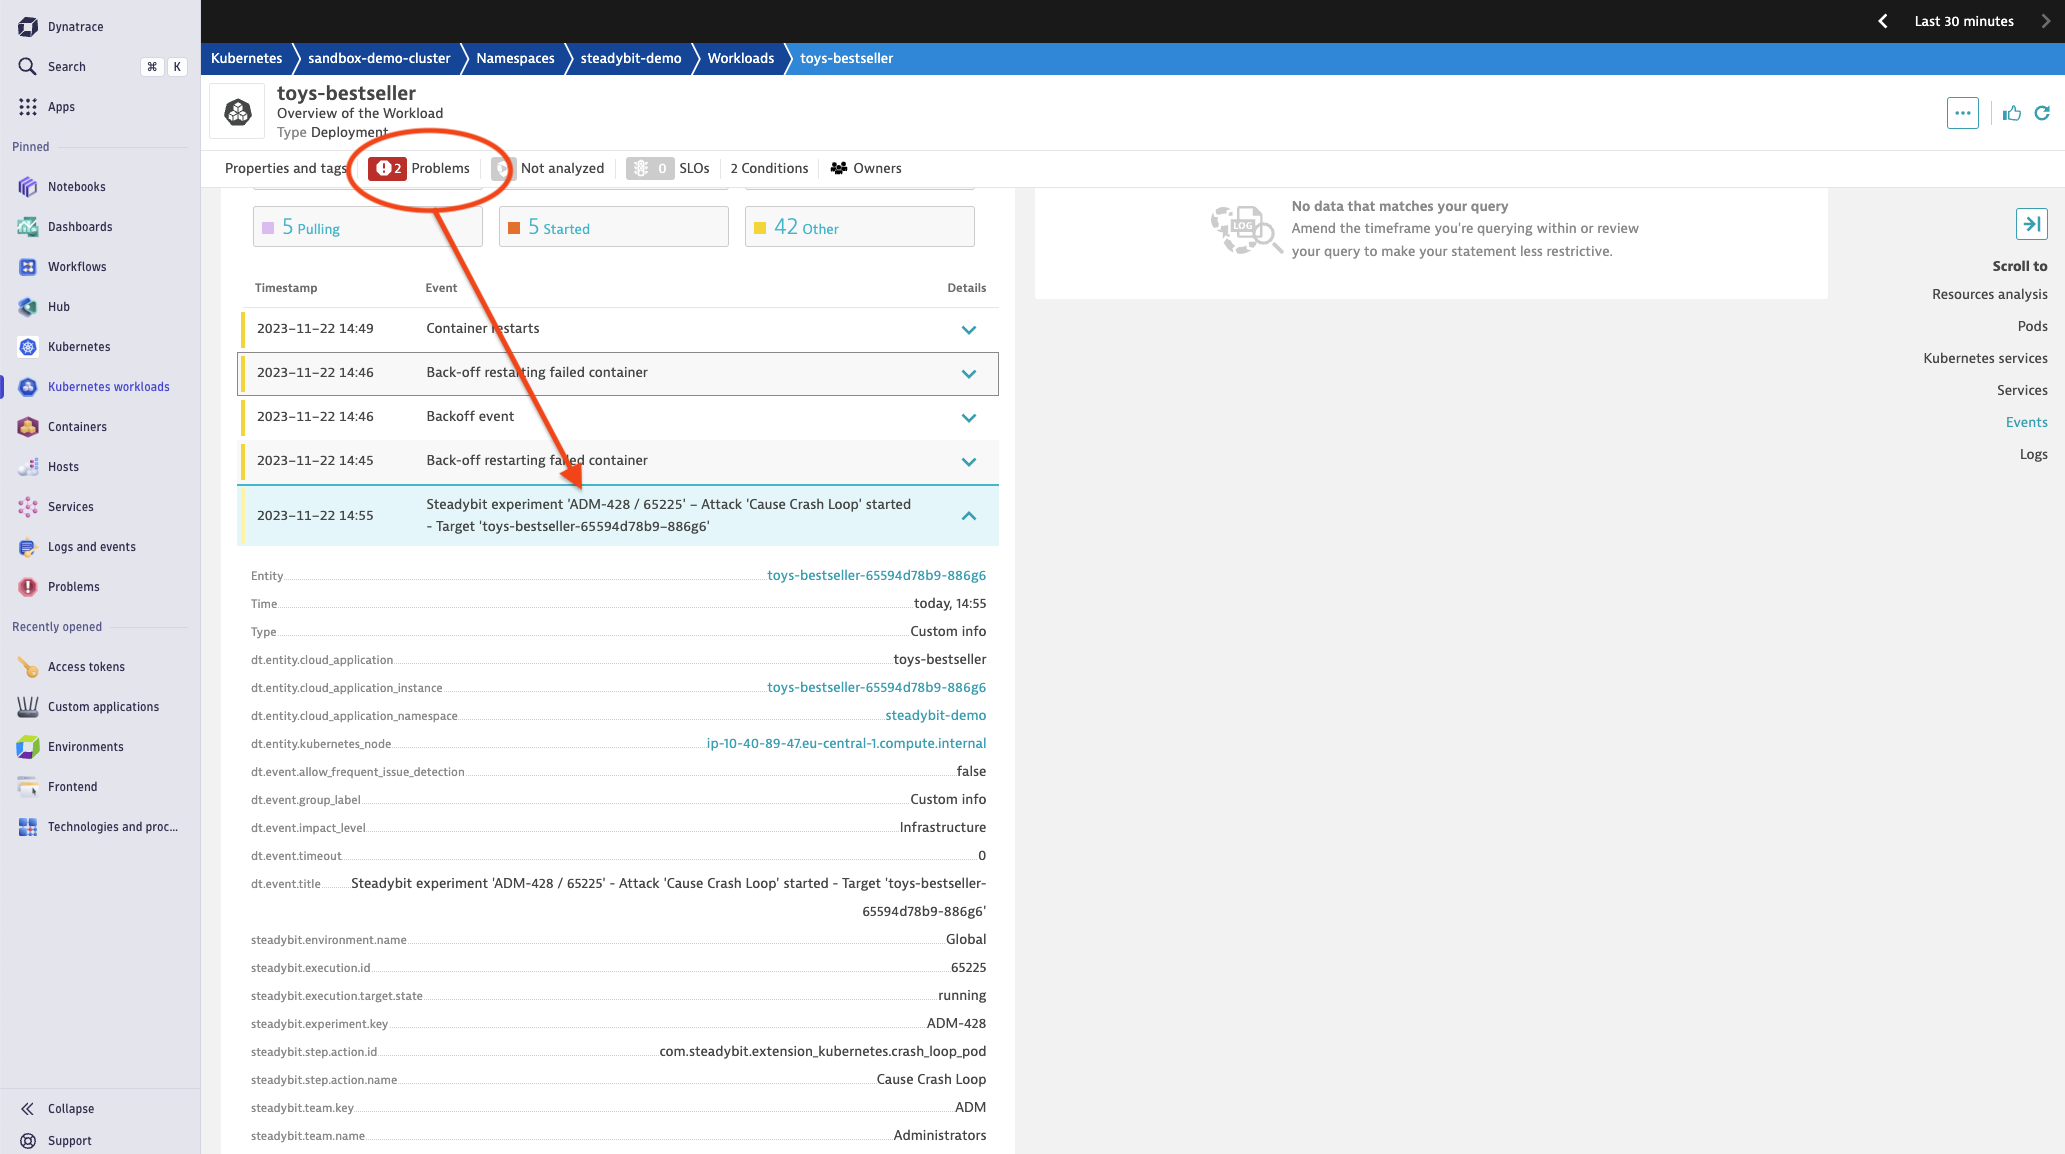 Dynatrace
Search ⌘ K
Apps
Pinned
Notebooks
Dashboards
Workflows
Hub
Kubernetes
Kubernetes workloads
Containers
Hosts
Services
Logs and events
Problems
Recently opened
Access tokens
Custom applications
Environments
Frontend
Technologies and proc...
Collapse
Support
Last 30 minutes
Kubernetes sandbox-demo-cluster Namespaces steadybit-demo Workloads toys-bestseller
toys-bestseller
Overview of the Workload
Type Deployment
Properties and tags 2 Problems Not analyzed 0 SLOs 2 Conditions Owners
5 Pulling 5 Started 42 Other
Timestamp Event Details
2023-11-22 14:49 Container restarts
2023-11-22 14:46 Back-off restarting failed container
2023-11-22 14:46 Backoff event
2023-11-22 14:45 Back-off restarting failed container
2023-11-22 14:55 Steadybit experiment 'ADM-428 / 65225' – Attack 'Cause Crash Loop' started
- Target 'toys-bestseller-65594d78b9-886g6'
Entity toys-bestseller-65594d78b9-886g6
Time today, 14:55
Type Custom info
dt.entity.cloud_application toys-bestseller
dt.entity.cloud_application_instance toys-bestseller-65594d78b9-886g6
dt.entity.cloud_application_namespace steadybit-demo
dt.entity.kubernetes_node ip-10-40-89-47.eu-central-1.compute.internal
dt.event.allow_frequent_issue_detection false
dt.event.group_label Custom info
dt.event.impact_level Infrastructure
dt.event.timeout 0
dt.event.title Steadybit experiment 'ADM-428 / 65225' - Attack 'Cause Crash Loop' started - Target 'toys-bestseller-
65594d78b9-886g6'
steadybit.environment.name Global
steadybit.execution.id 65225
steadybit.execution.target.state running
steadybit.experiment.key ADM-428
steadybit.step.action.id com.steadybit.extension_kubernetes.crash_loop_pod
steadybit.step.action.name Cause Crash Loop
steadybit.team.key ADM
steadybit.team.name Administrators
LOG
No data that matches your query
Amend the timeframe you're querying within or review
your query to make your statement less restrictive.
Scroll to
Resources analysis
Pods
Kubernetes services
Services
Events
Logs